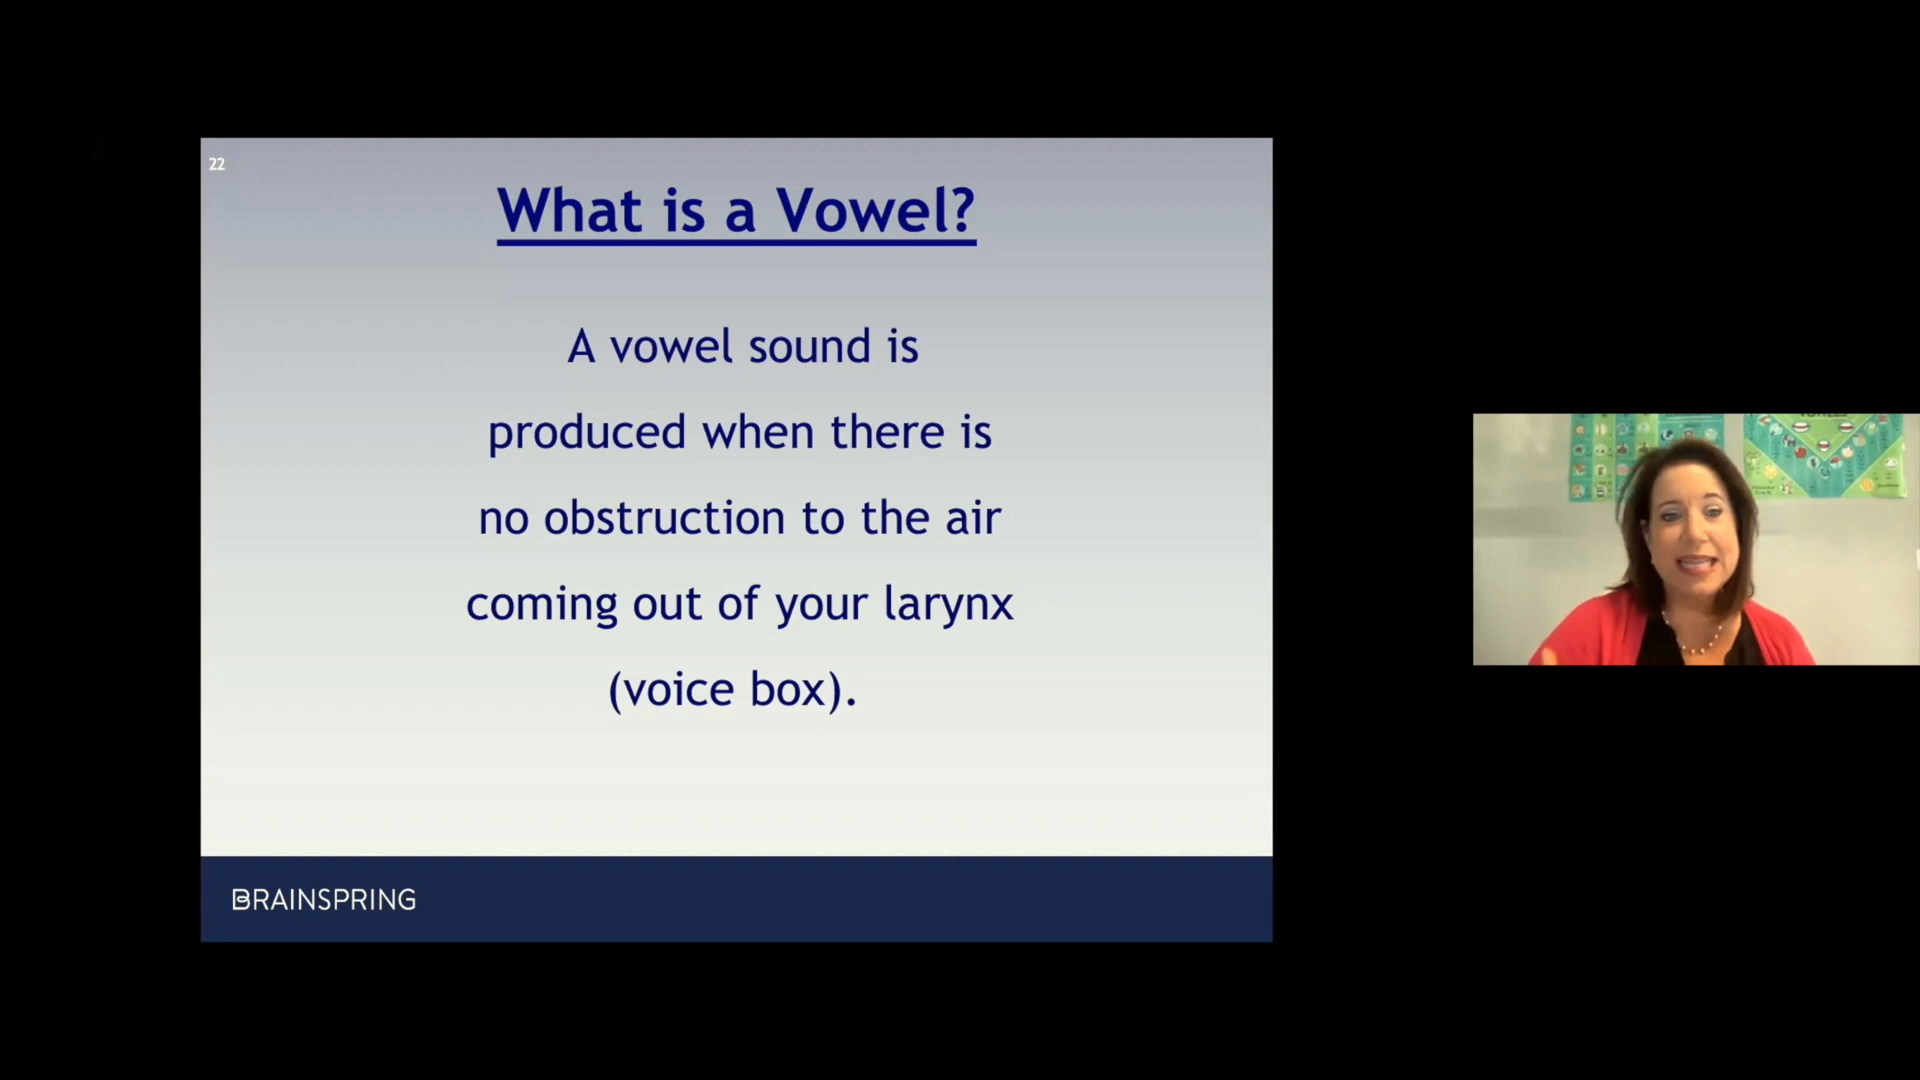 22
What is a Vowel?
A vowel sound is
produced when there is
no obstruction to the air
coming out of your larynx
(voice box).
BRAINSPRING